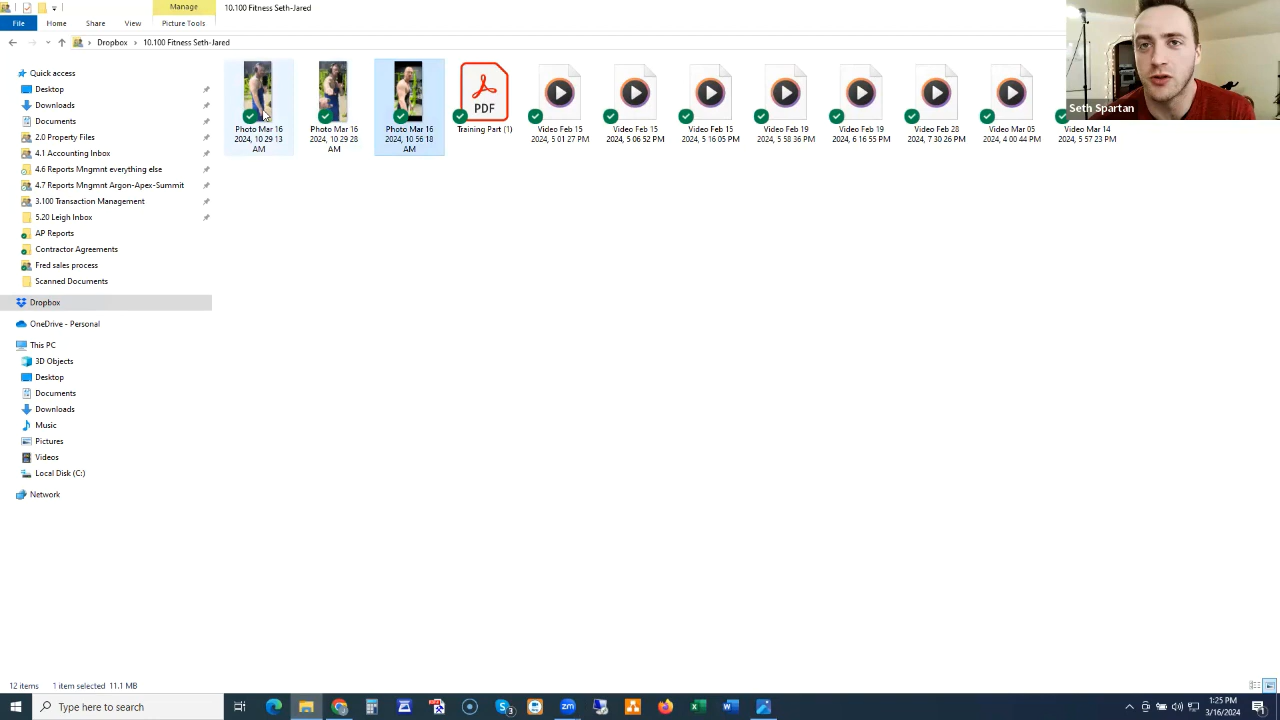 Manage
10.100 Fitness Seth-Jared
File
Home
Share
View
Picture Tools
Dropbox
10.100 Fitness Seth-Jared
Seth Spartan
Quick access
Desktop
Downloads
Documents
2.0 Property Files
4.1 Accounting Inbox
4.6 Reports Mngmnt everything else
4.7 Reports Mngmnt Argon-Apex-Summit
3.100 Transaction Management
5.20 Leigh Inbox
AP Reports
Contractor Agreements
Fred sales process
Scanned Documents
Dropbox
OneDrive - Personal
This PC
3D Objects
Desktop
Documents
Downloads
Music
Pictures
Videos
Local Disk (C:)
Network
Photo Mar 16
2024, 10 29 13
AM
Photo Mar 16
2024, 10 29 28
AM
Photo Mar 16
2024, 10 56 18
AM
PDF
Training Part (1)
Video Feb 15
2024, 5 01 27 PM
Video Feb 15
2024, 5 06 52 PM
Video Feb 15
2024, 5 16 05 PM
Video Feb 19
2024, 5 58 36 PM
Video Feb 19
2024, 6 16 55 PM
Video Feb 28
2024, 7 30 26 PM
Video Mar 05
2024, 4 00 44 PM
Video Mar 14
2024, 5 57 23 PM
12 items
1 item selected 11.1 MB
Type here to search
zm
1:25 PM
3/16/2024